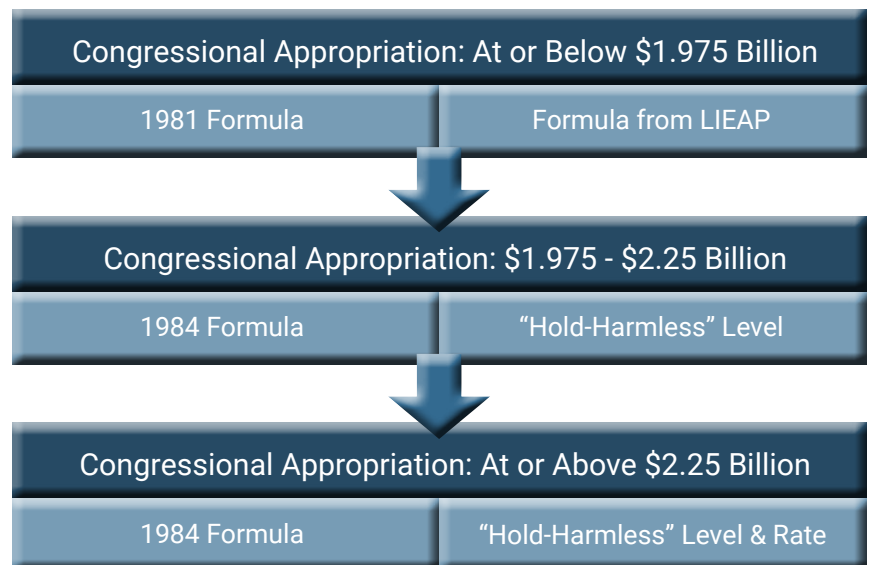 Congressional Appropriation: At or Below $1.975 Billion
1981 Formula
Formula from LIEAP
Congressional Appropriation: $1.975 - $2.25 Billion
1984 Formula
“Hold-Harmless” Level
Congressional Appropriation: At or Above $2.25 Billion
1984 Formula
“Hold-Harmless” Level & Rate